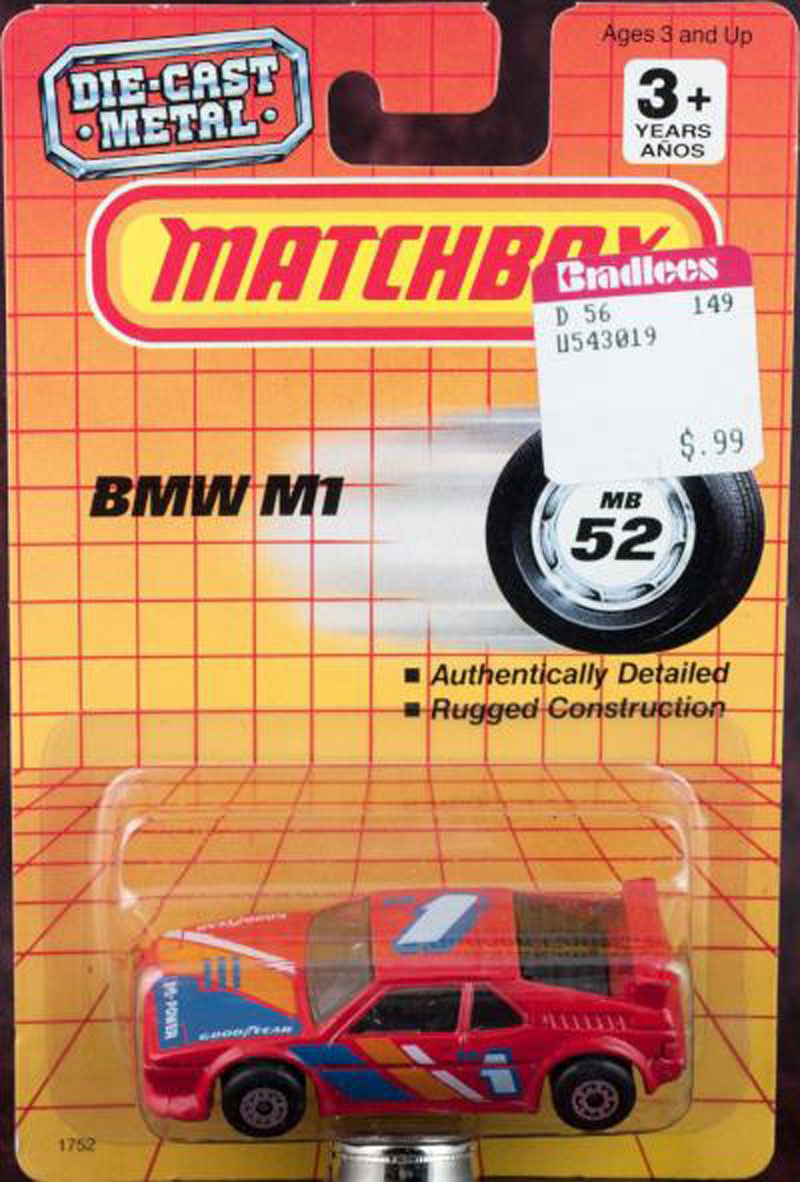 Ages 3 and Up
DIE-CAST
METAL
3+
YEARS
AÑOS
MATCHBOX
Bradlees
D 56 149
U543019
$.99
BMW M1
MB
52
Authentically Detailed
Rugged Construction
GOODYEAR
1
GOODYEAR
1
1752